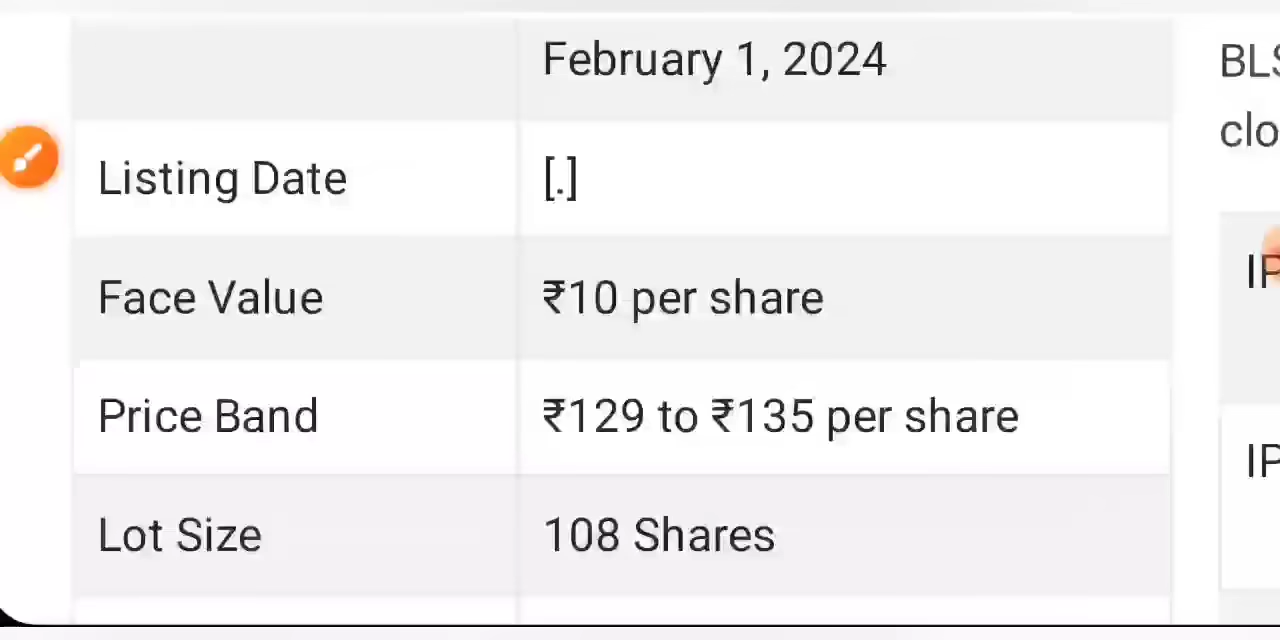 February 1, 2024
Listing Date [.]
Face Value ₹10 per share
Price Band ₹129 to ₹135 per share
Lot Size 108 Shares